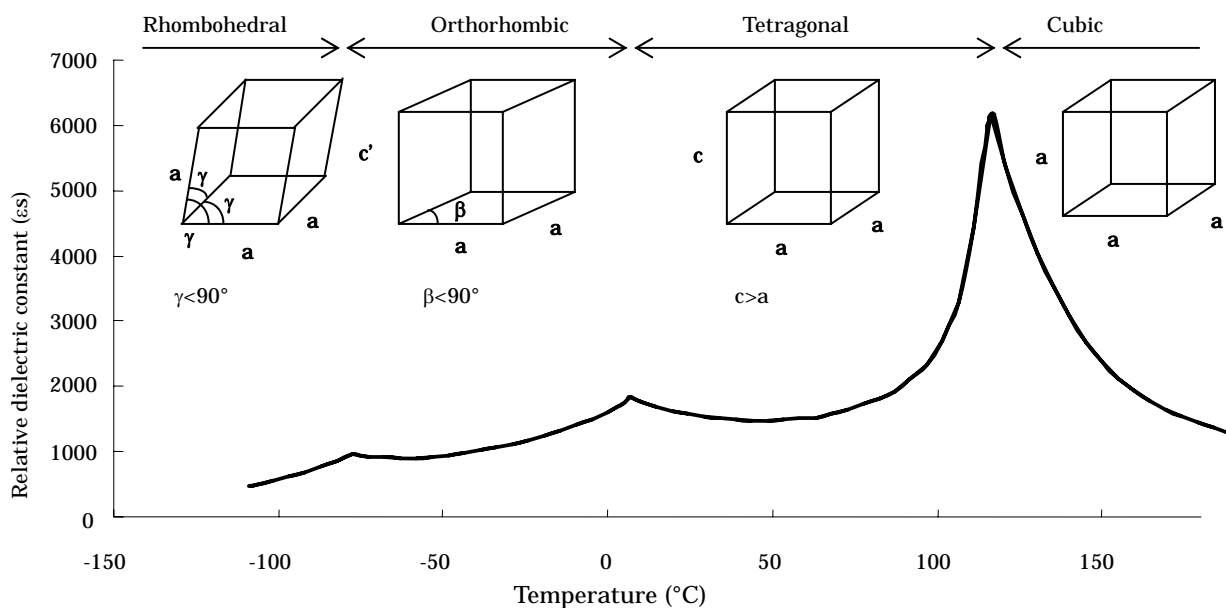 Rhombohedral Orthorhombic Tetragonal Cubic
7000
6000
5000
4000
3000
2000
1000
0
Relative dielectric constant (εs)
a γ γ γ a a
γ<90°
c' β a a
β<90°
c a a
c>a
a a a
-150 -100 -50 0 50 100 150
Temperature (°C)